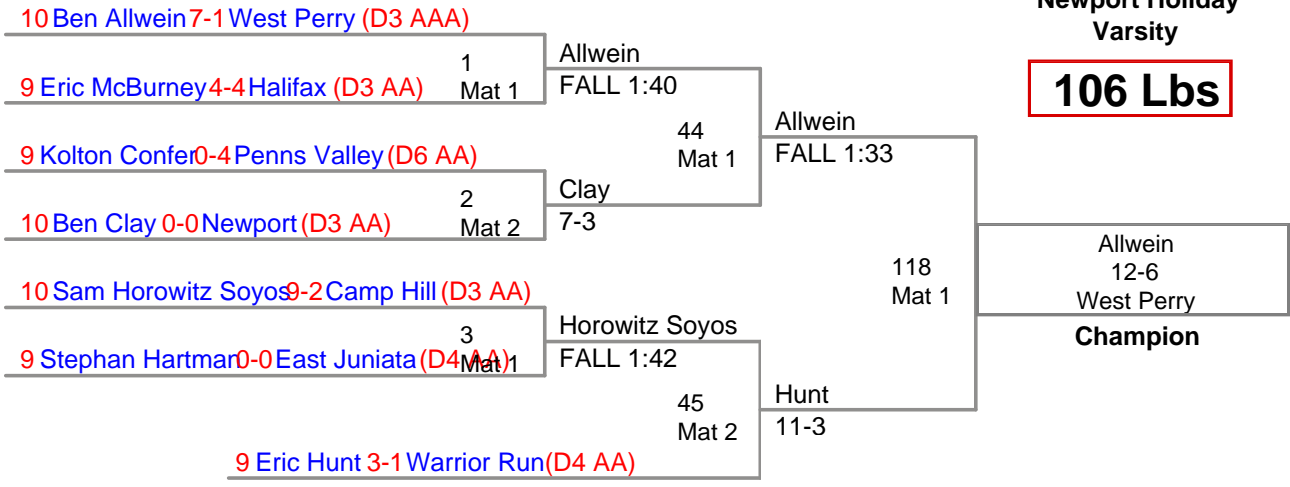 10 Ben Allwein 7-1 West Perry (D3 AAA)
1
Mat 1
9 Eric McBurney 4-4 Halifax (D3 AA)
Allwein
FALL 1:40
9 Kolton Confer 0-4 Penns Valley (D6 AA)
2
Mat 2
10 Ben Clay 0-0 Newport (D3 AA)
Clay
7-3
44
Mat 1
Allwein
FALL 1:33
10 Sam Horowitz Soyos 9-2 Camp Hill (D3 AA)
3
Mat 1
9 Stephan Hartman 0-0 East Juniata (D4 AA)
Horowitz Soyos
FALL 1:42
45
Mat 2
9 Eric Hunt 3-1 Warrior Run (D4 AA)
Hunt
11-3
118
Mat 1
Newport Holiday
Varsity
106 Lbs
Allwein
12-6
West Perry
Champion